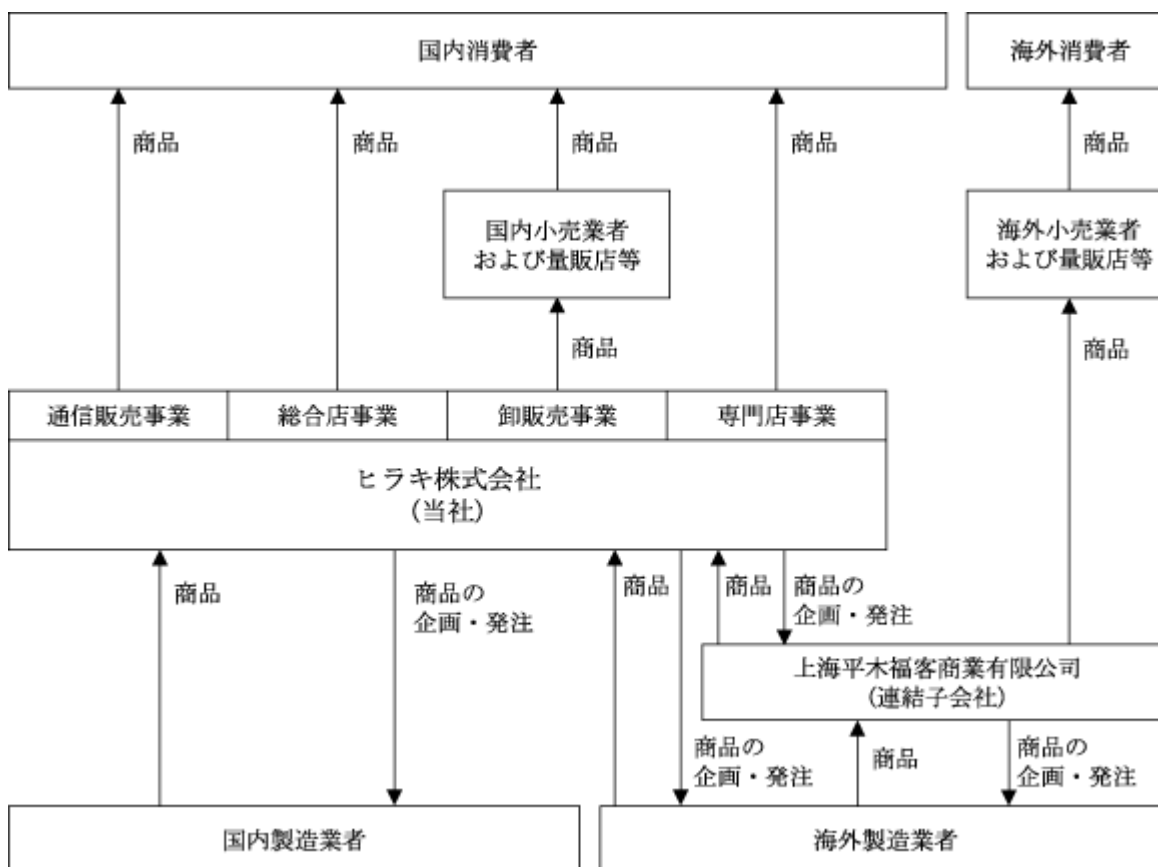 国内消費者
海外消費者
商品
商品
商品
商品
商品
国内小売業者
および量販店等
海外小売業者
および量販店等
商品
商品
通信販売事業
総合店事業
卸販売事業
専門店事業
ヒラキ株式会社
(当社)
商品
商品の
企画・発注
商品
商品
商品の
企画・発注
上海平木福客商業有限公司
(連結子会社)
商品の
企画・発注
商品
商品の
企画・発注
国内製造業者
海外製造業者